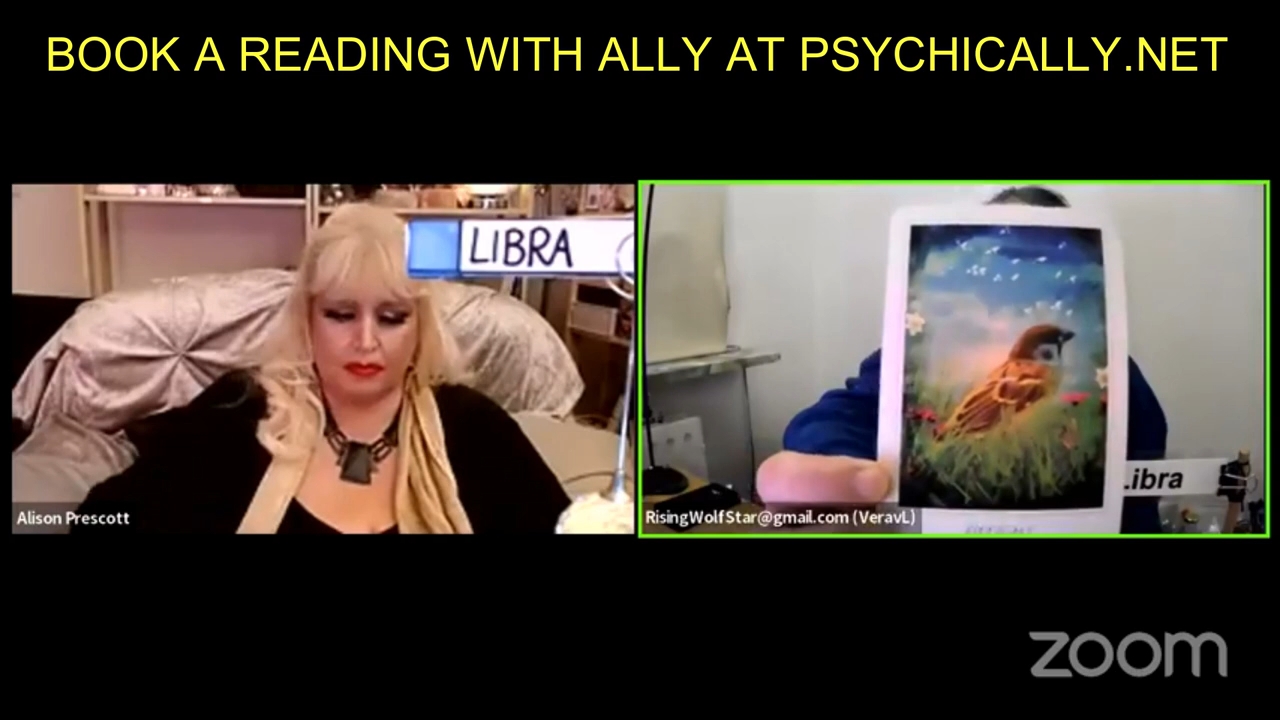 BOOK A READING WITH ALLY AT PSYCHICALLY.NET
LIBRA
Libra
Alison Prescott
RisingWolfStar@gmail.com (VeravL)
zoom